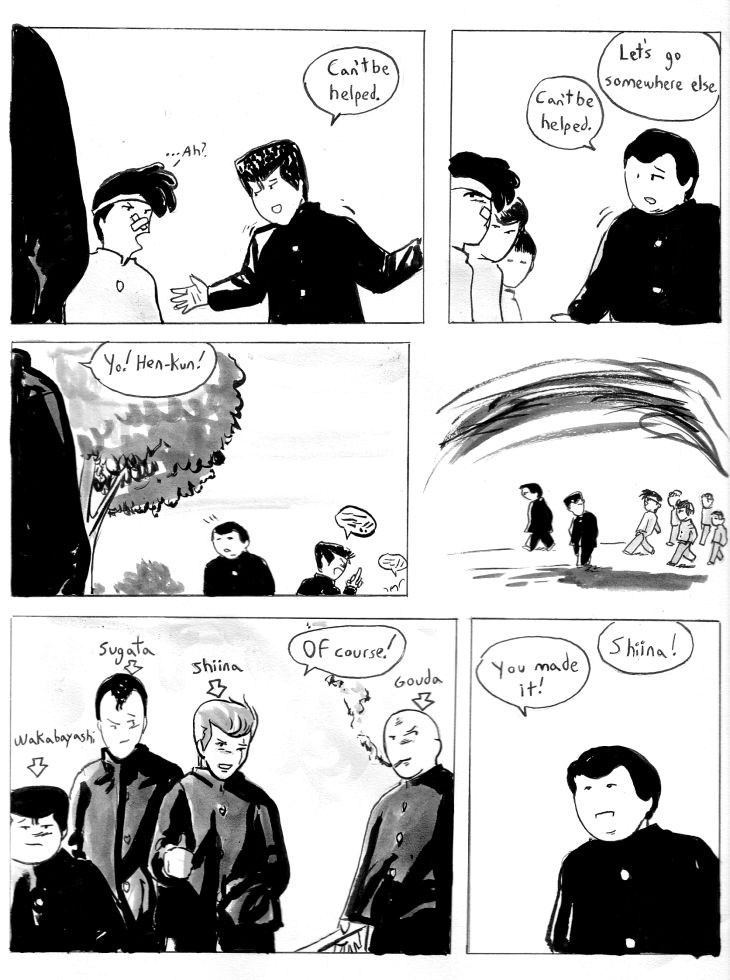 Let's go
somewhere else
Can't be
helped.
Can't be
helped.
...Ah?
Yo! Hen-Kun!
Shiina!
You made
it!
OF course!
Gouda
Shiina
Sugata
Wakabayashi